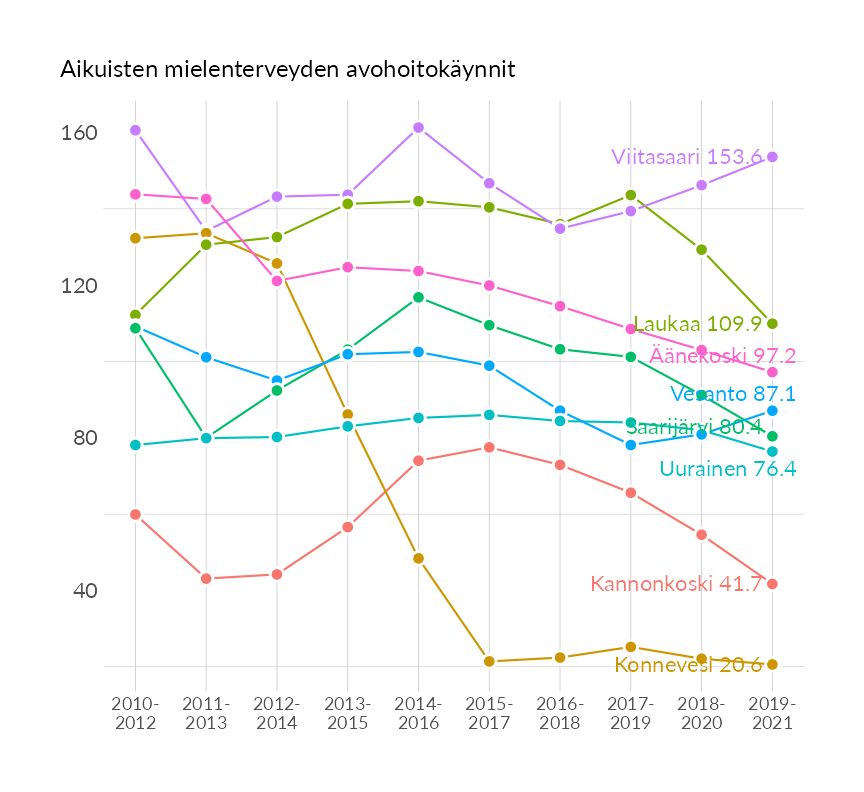 Aikuisten mielenterveyden avohoitokäynnit
160
120
80
40
Viitasaari 153.6
Laukaa 109.9
Äänekoski 97.2
Vesanto 87.1
Saarijärvi 80.4
Uurainen 76.4
Kannonkoski 41.7
Konnevesi 20.6
2010- 2011- 2012- 2013- 2014- 2015- 2016- 2017- 2018- 2019-
2012 2013 2014 2015 2016 2017 2018 2019 2020 2021